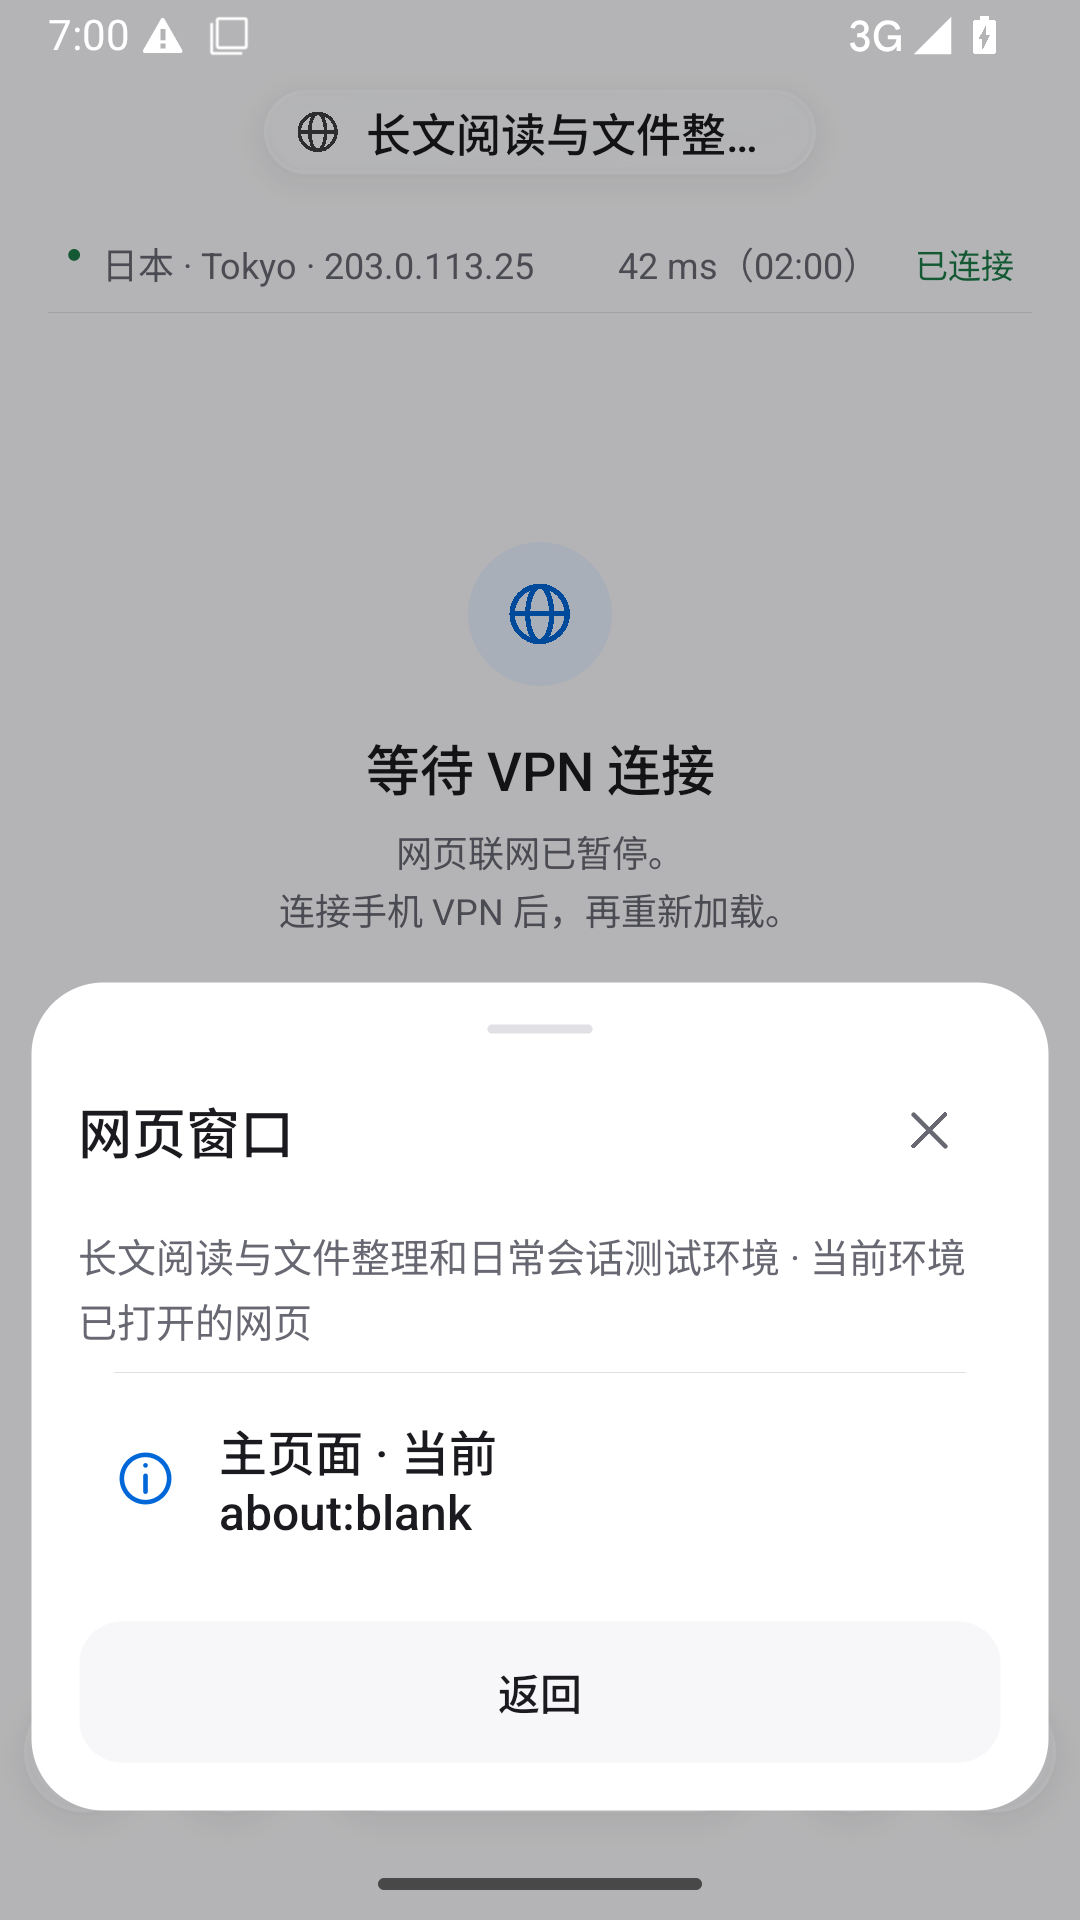 7:00
3G
长文阅读与文件整...
日本 · Tokyo · 203.0.113.25 42 ms（02:00） 已连接
等待 VPN 连接
网页联网已暂停。
连接手机 VPN 后，再重新加载。
网页窗口
长文阅读与文件整理和日常会话测试环境 · 当前环境
已打开的网页
主页面 · 当前
about:blank
返回